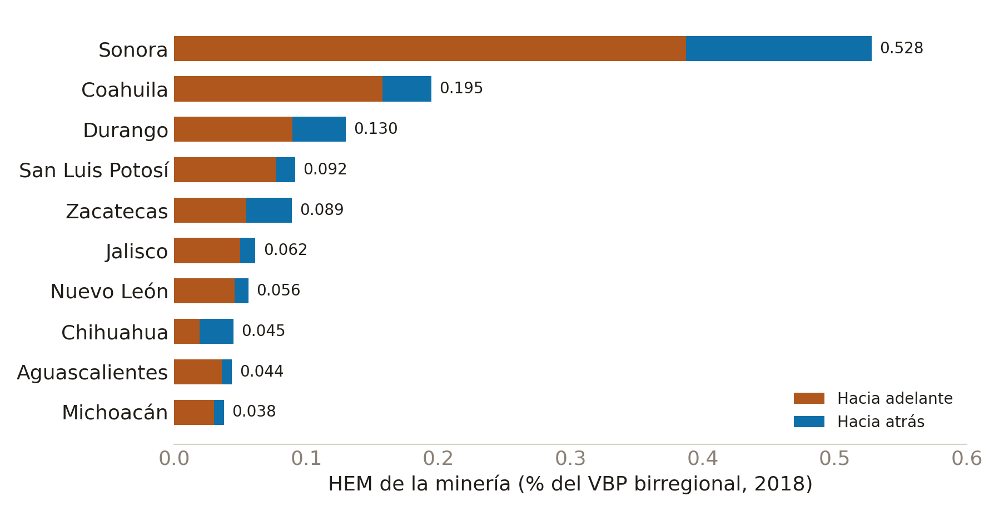 Sonora 0.528
Coahuila 0.195
Durango 0.130
San Luis Potosí 0.092
Zacatecas 0.089
Jalisco 0.062
Nuevo León 0.056
Chihuahua 0.045
Aguascalientes 0.044
Michoacán 0.038
Hacia adelante
Hacia atrás
0.0 0.1 0.2 0.3 0.4 0.5 0.6
HEM de la minería (% del VBP birregional, 2018)